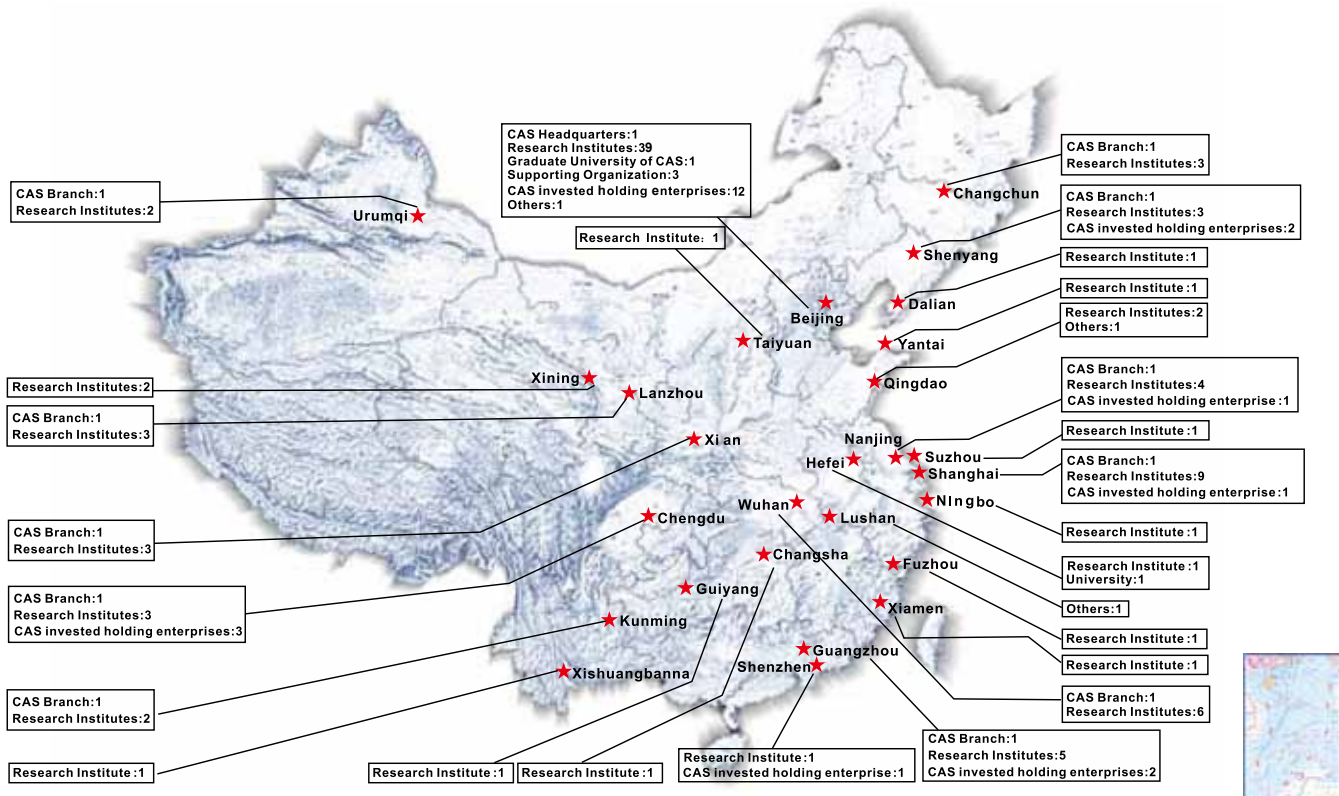 CAS Headquarters:1
Research Institutes:39
Graduate University of CAS:1
Supporting Organization:3
CAS invested holding enterprises:12
Others:1
CAS Branch:1
Research Institutes:3
CAS Branch:1
Research Institutes:2
Urumqi
Changchun
CAS Branch:1
Research Institutes:3
CAS invested holding enterprises:2
Research Institute: 1
Shenyang
Research Institute:1
Research Institute:1
Dalian
Beijing
Research Institutes:2
Others:1
Taiyuan
Yantai
Xining
Qingdao
Research Institutes:2
Lanzhou
CAS Branch:1
Research Institutes:4
CAS invested holding enterprise:1
CAS Branch:1
Research Institutes:3
Xi an
Nanjing
Research Institute:1
Suzhou
Hefei
Shanghai
CAS Branch:1
Research Institutes:9
CAS invested holding enterprise:1
Wuhan
NIngbo
Chengdu
Lushan
CAS Branch:1
Research Institutes:3
Research Institute:1
Changsha
Fuzhou
Research Institute:1
University:1
Guiyang
CAS Branch:1
Research Institutes:3
CAS invested holding enterprises:3
Xiamen
Others:1
Kunming
Research Institute:1
Guangzhou
Shenzhen
Research Institute:1
Xishuangbanna
CAS Branch:1
Research Institutes:2
CAS Branch:1
Research Institutes:6
CAS Branch:1
Research Institutes:5
CAS invested holding enterprises:2
Research Institute:1
Research Institute:1
Research Institute:1
Research Institute:1
CAS invested holding enterprise:1